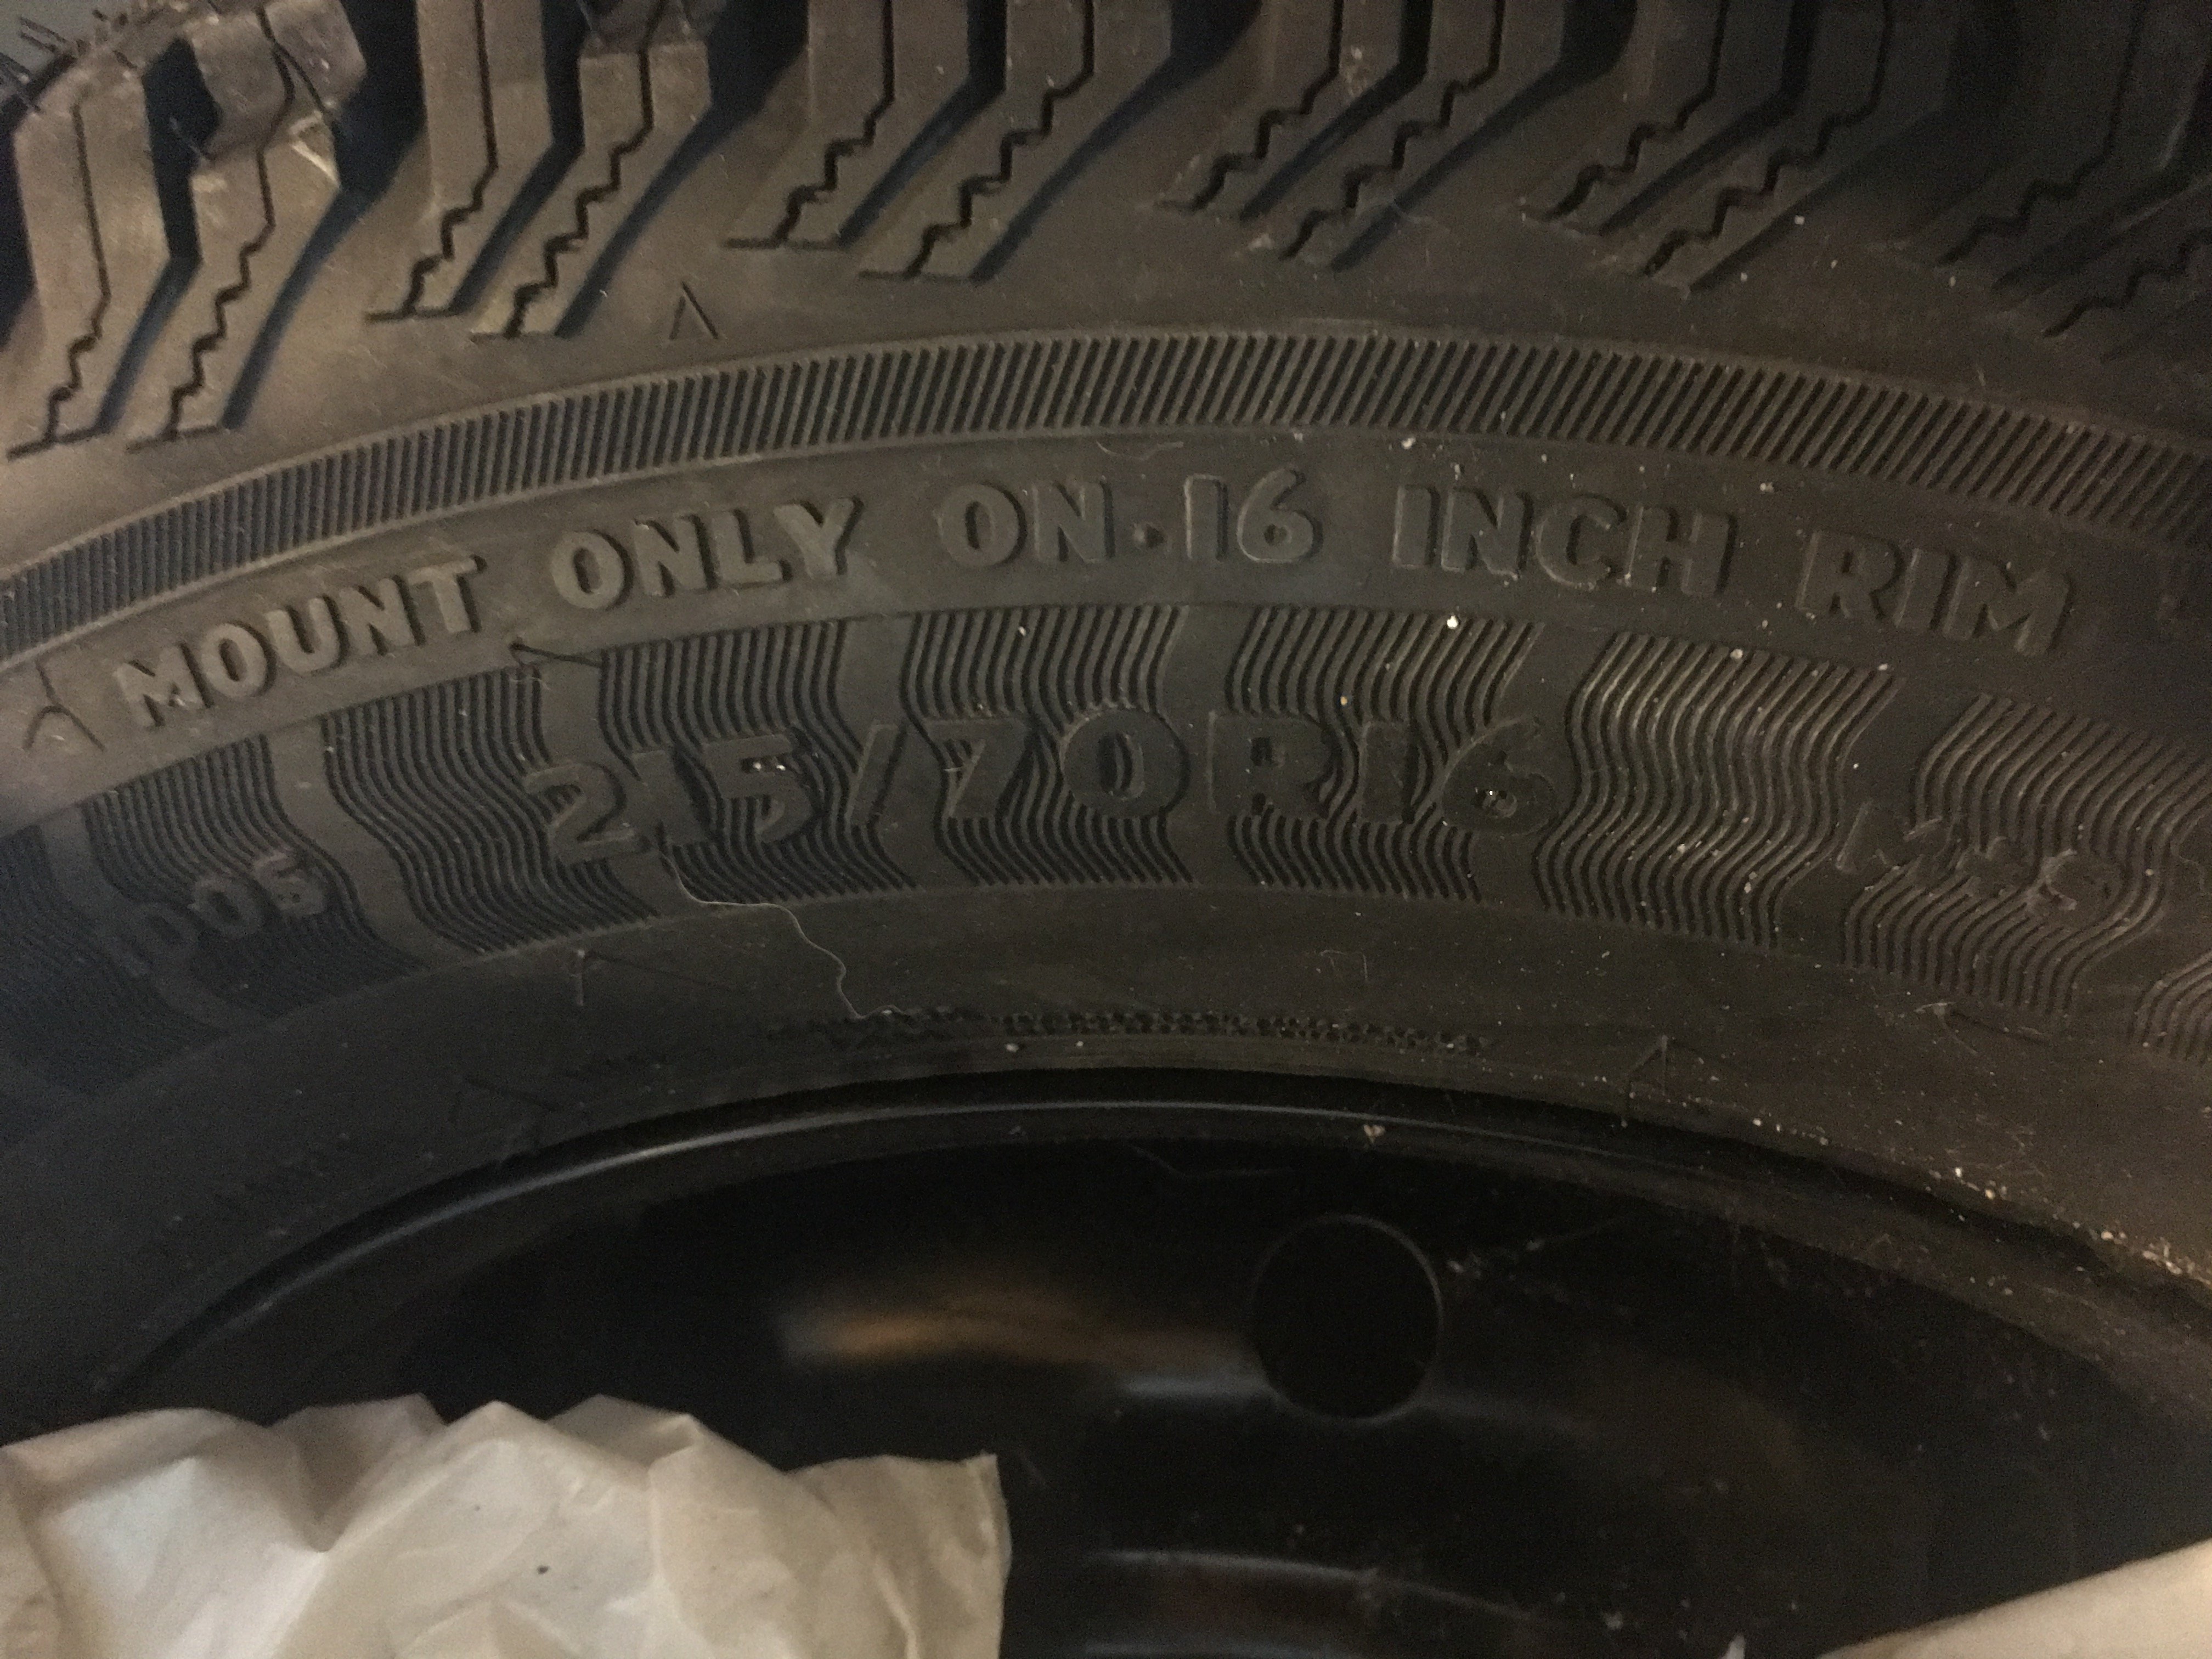 MOUNT ONLY ON 16 INCH RIM
215/70R16
M+S